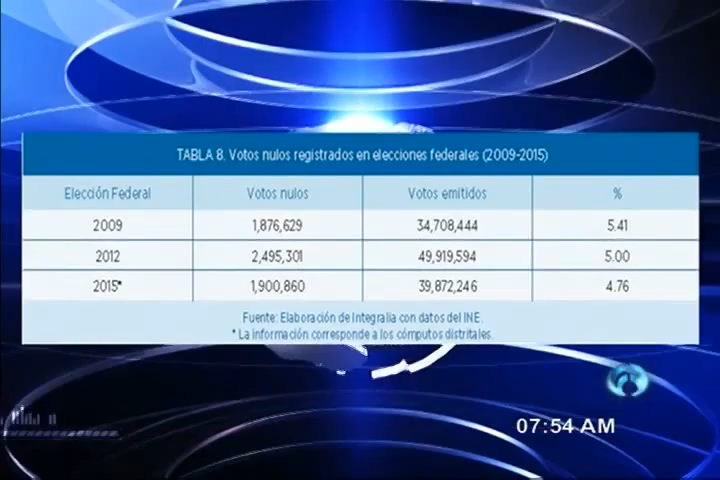 TABLA 8. Votos nulos registrados en elecciones federales (2009-2015)
Elección Federal Votos nulos Votos emitidos %
2009 1,876,629 34,708,444 5.41
2012 2,495,301 49,919,594 5.00
2015* 1,900,860 39,872,246 4.76
Fuente: Elaboración de Integralia con datos del INE.
* La información corresponde a los cómputos distritales.
07:54 AM